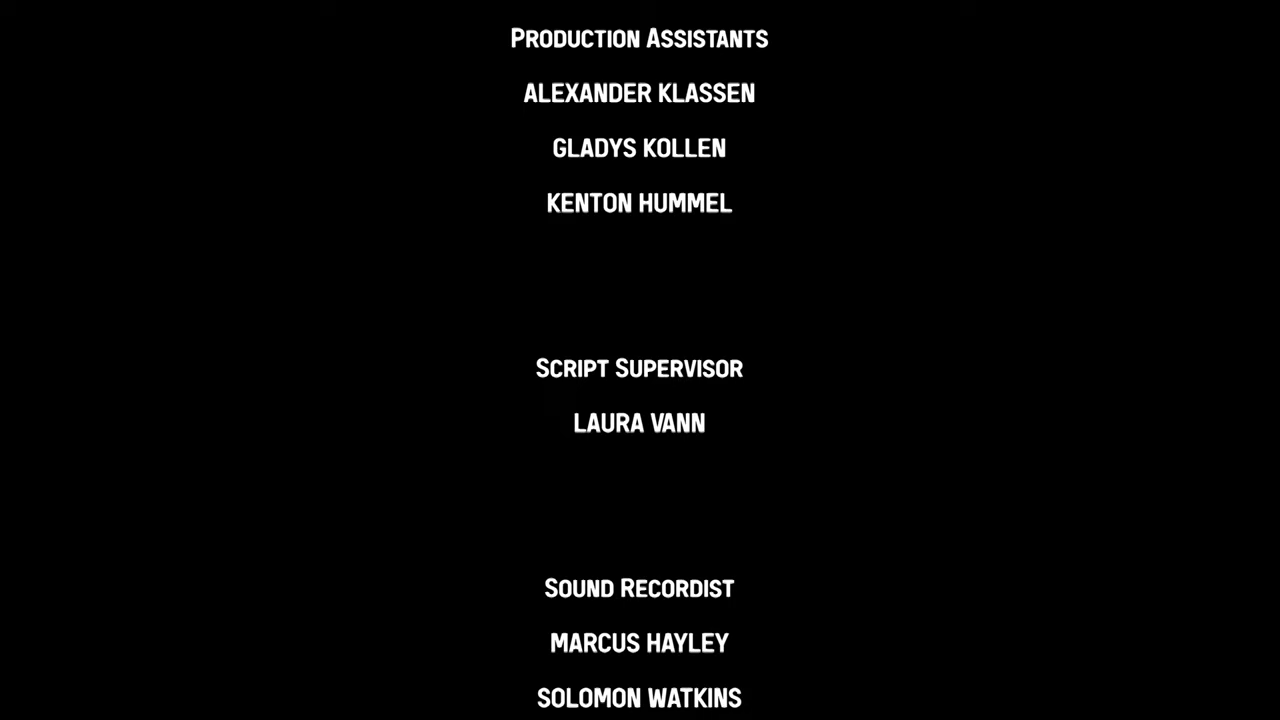 Production Assistants
ALEXANDER KLASSEN
GLADYS KOLLEN
KENTON HUMMEL
Script Supervisor
LAURA VANN
Sound Recordist
MARCUS HAYLEY
SOLOMON WATKINS